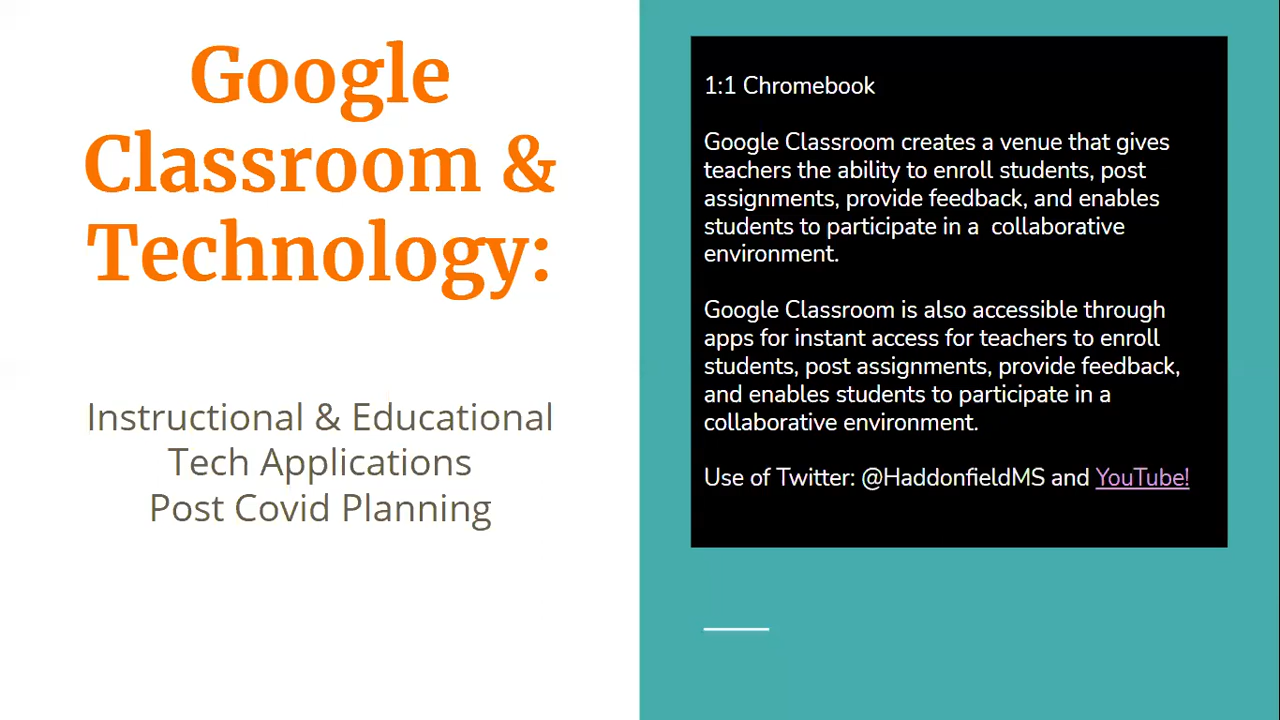 Google
Classroom &
Technology:
Instructional & Educational
Tech Applications
Post Covid Planning
1:1 Chromebook
Google Classroom creates a venue that gives
teachers the ability to enroll students, post
assignments, provide feedback, and enables
students to participate in a  collaborative
environment.
Google Classroom is also accessible through
apps for instant access for teachers to enroll
students, post assignments, provide feedback,
and enables students to participate in a
collaborative environment.
Use of Twitter: @HaddonfieldMS and YouTube!